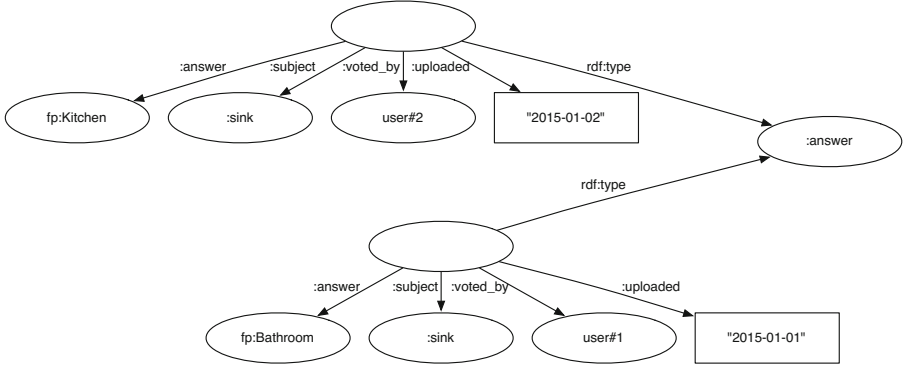 :answer
:subject
:voted_by
:uploaded
rdf:type
fp:Kitchen
:sink
user#2
"2015-01-02"
:answer
rdf:type
:answer
:subject
:voted_by
:uploaded
fp:Bathroom
:sink
user#1
"2015-01-01"